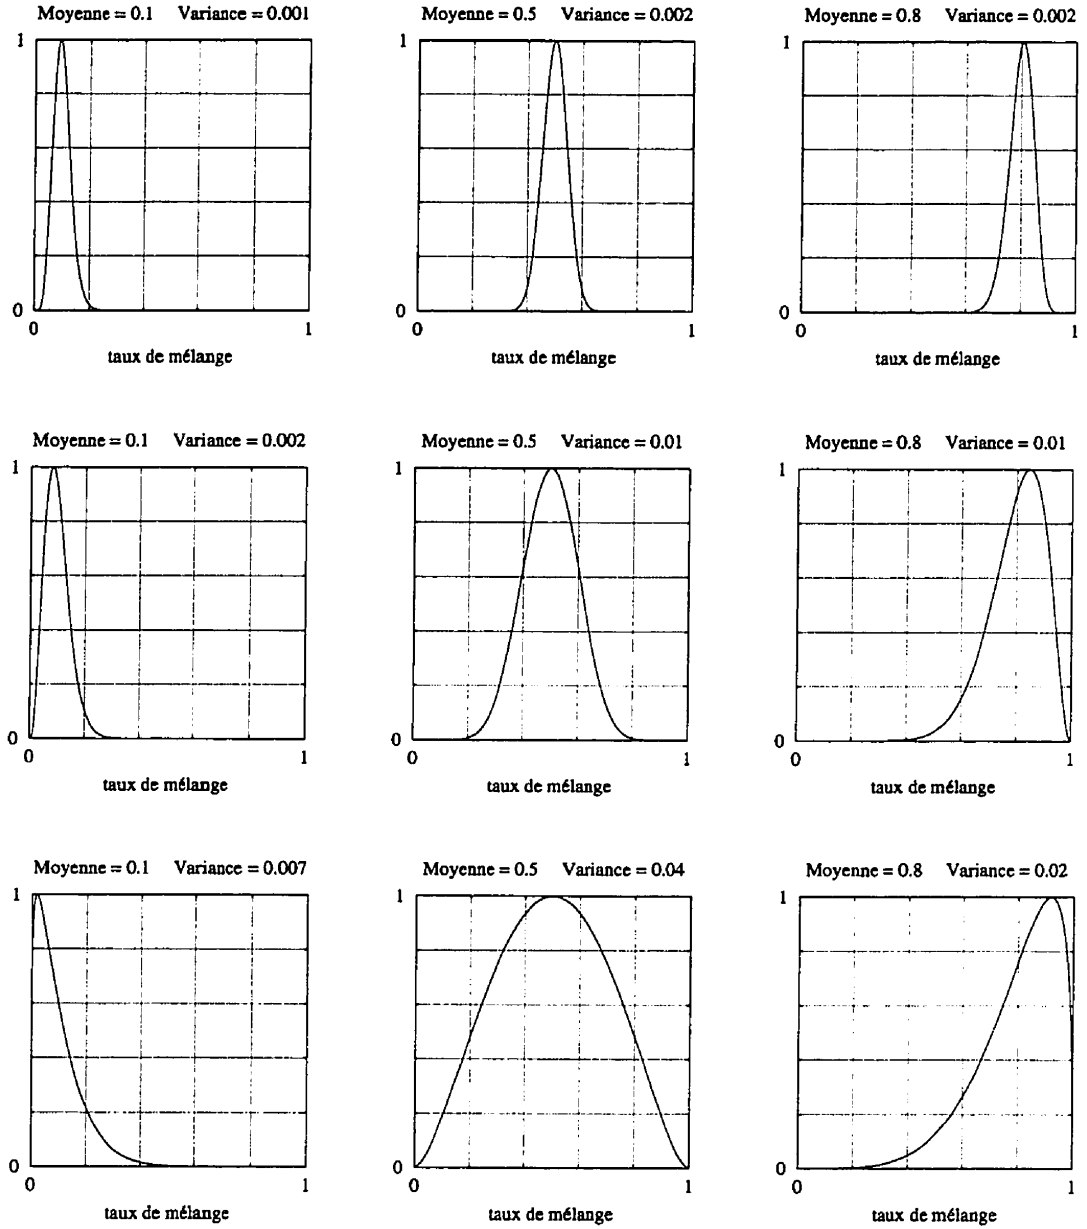 Moyenne = 0.1 Variance = 0.001
Moyenne = 0.5 Variance = 0.002
Moyenne = 0.8 Variance = 0.002
1
1
1
0
0
0
0 1
0 1
0 1
taux de mélange
taux de mélange
taux de mélange
Moyenne = 0.1 Variance = 0.002
Moyenne = 0.5 Variance = 0.01
Moyenne = 0.8 Variance = 0.01
1
1
1
0
0
0
0 1
0 1
0 1
taux de mélange
taux de mélange
taux de mélange
Moyenne = 0.1 Variance = 0.007
Moyenne = 0.5 Variance = 0.04
Moyenne = 0.8 Variance = 0.02
1
1
1
0
0
0
0 1
0 1
0 1
taux de mélange
taux de mélange
taux de mélange